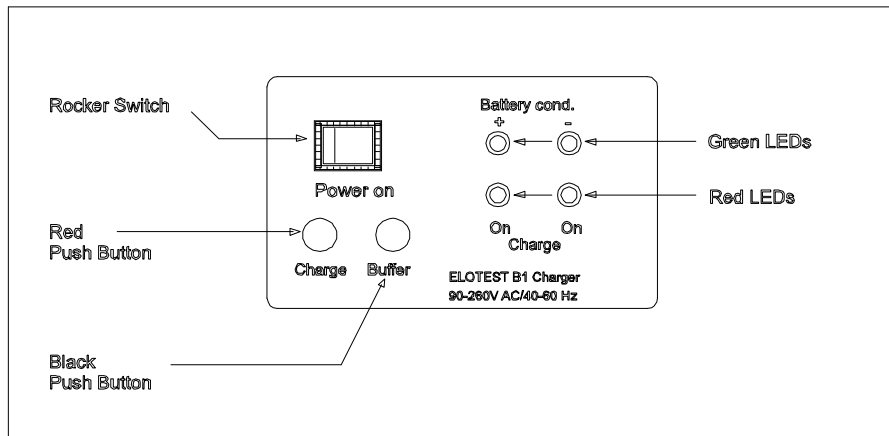 Rocker Switch
Power on
Red
Push Button
Charge
Buffer
Black
Push Button
Battery cond.
+ -
Green LEDs
Red LEDs
On On
Charge
ELOTEST B1 Charger
90-260V AC/40-60 Hz